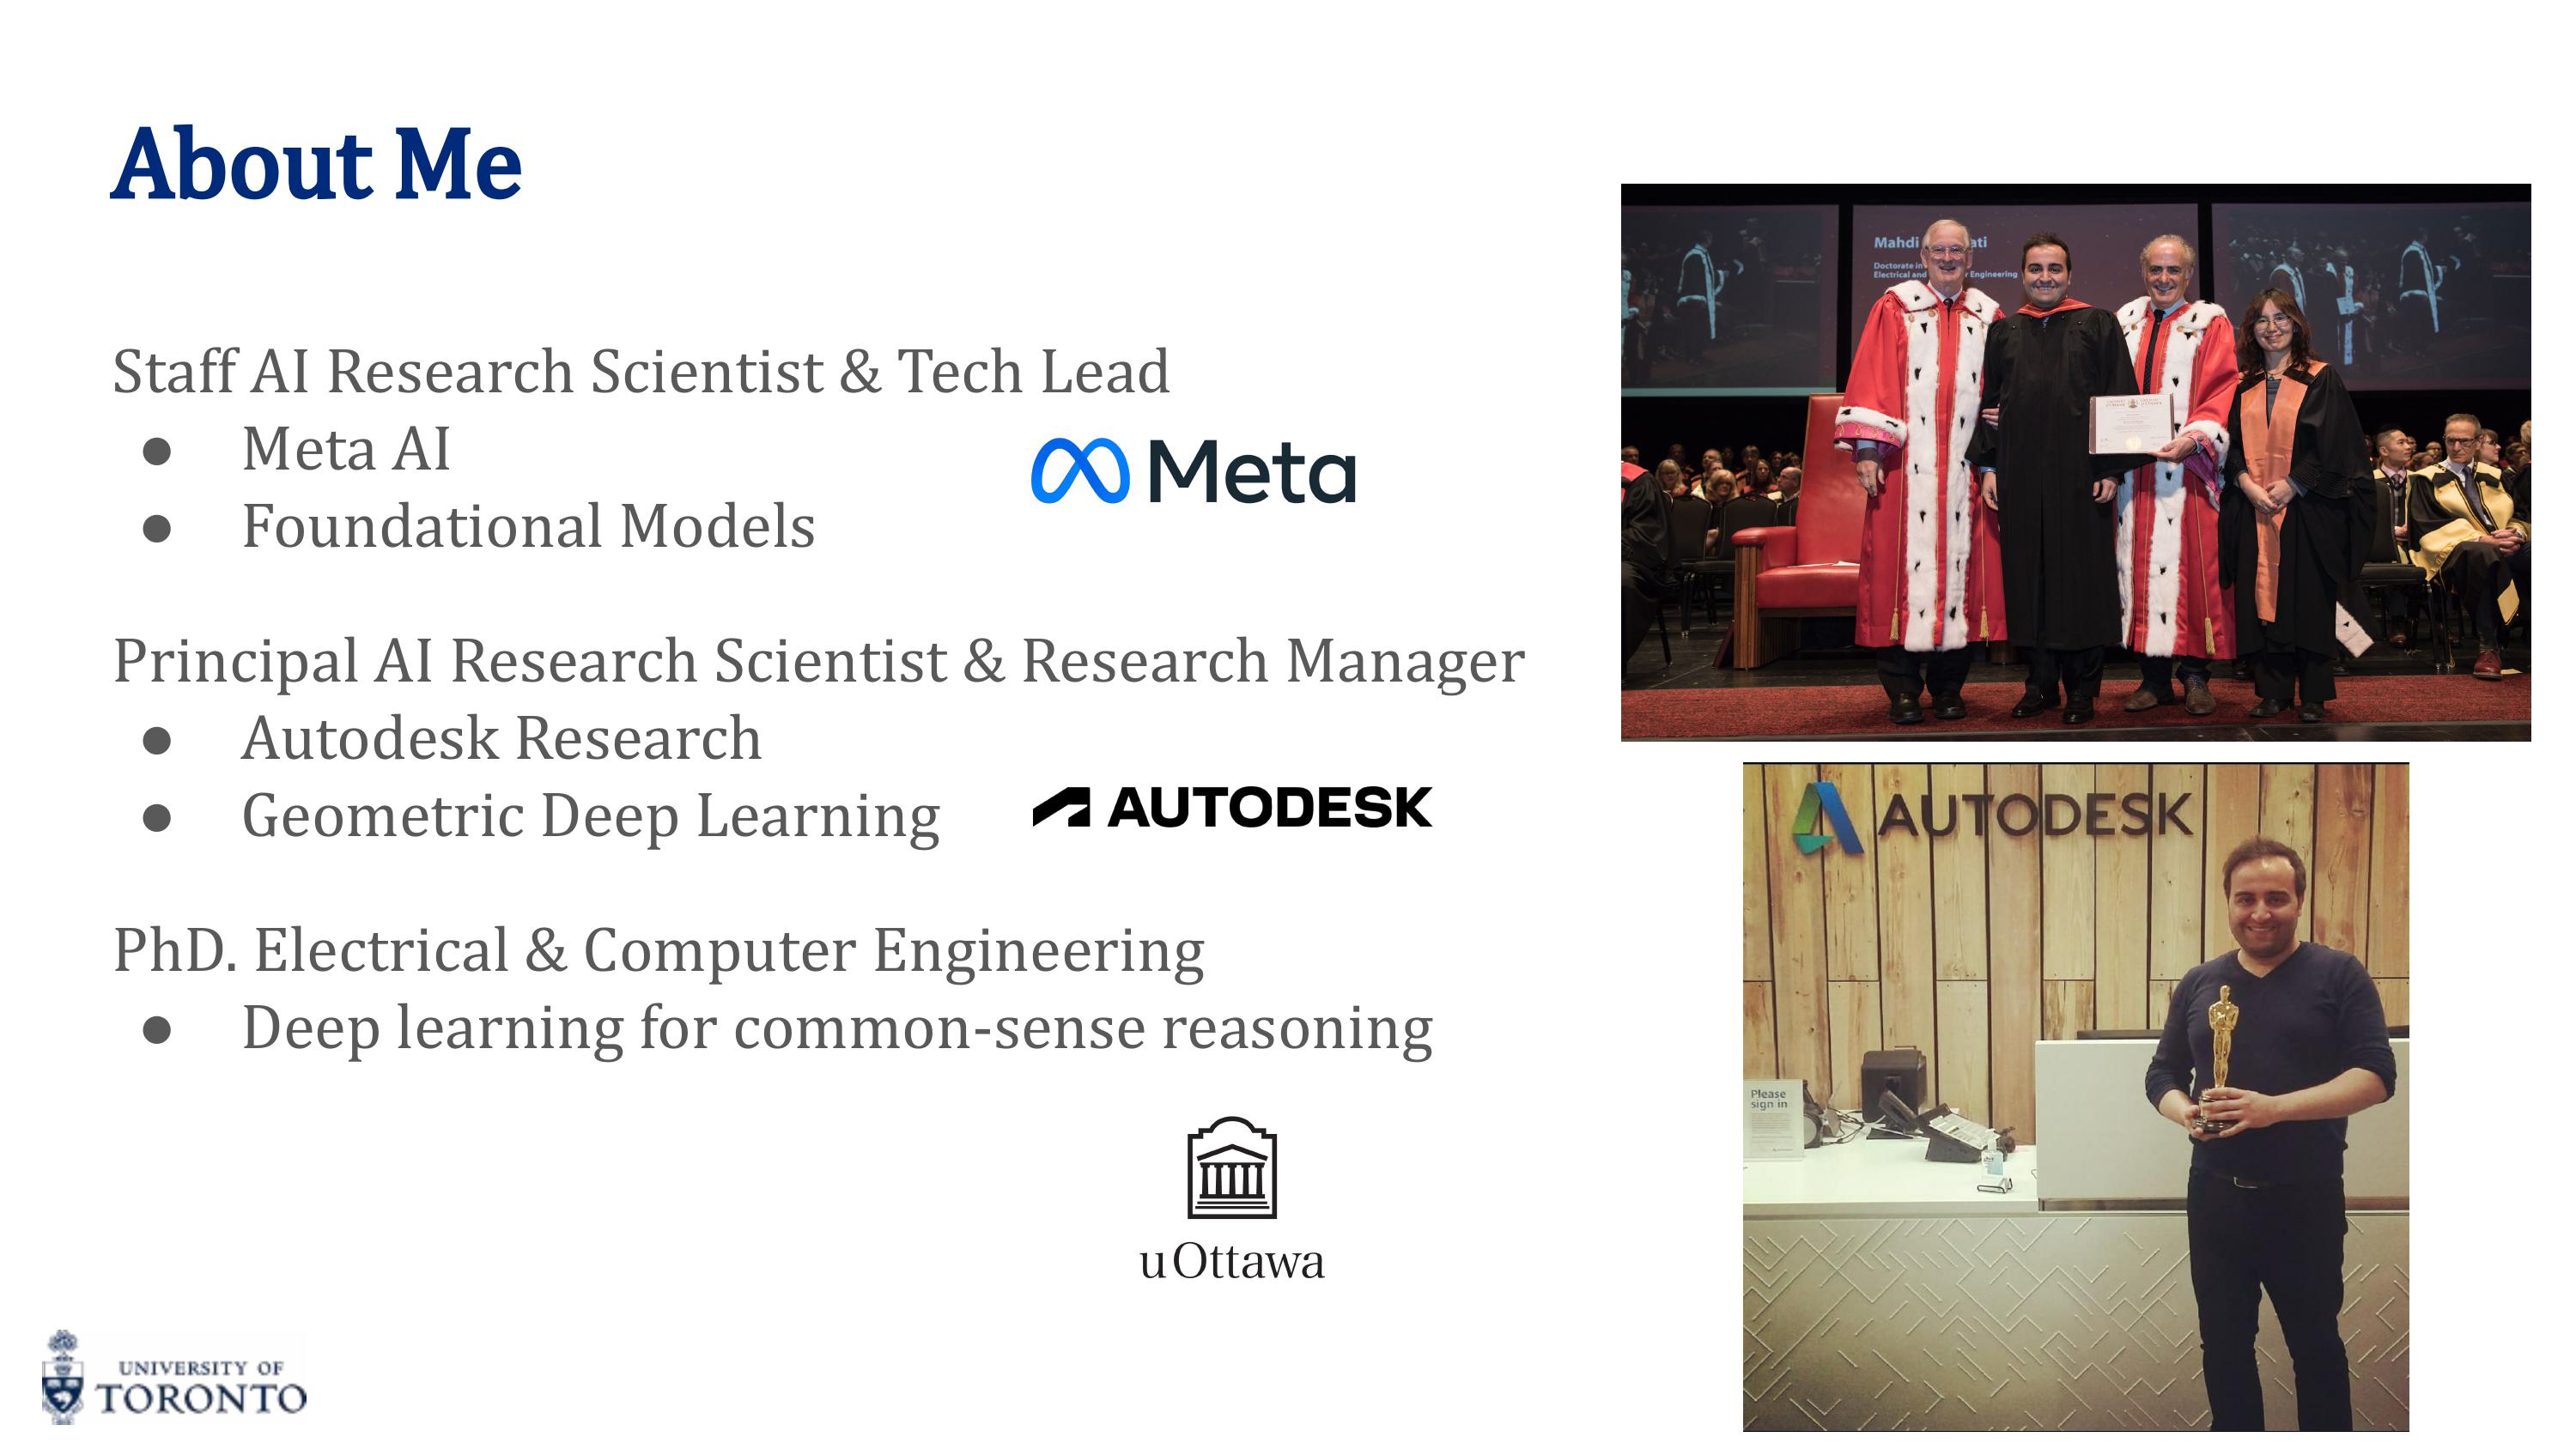 About Me
Staff AI Research Scientist & Tech Lead
● Meta AI
● Foundational Models
Meta
Principal AI Research Scientist & Research Manager
● Autodesk Research
● Geometric Deep Learning
AUTODESK
PhD. Electrical & Computer Engineering
● Deep learning for common-sense reasoning
uOttawa
UNIVERSITY OF
TORONTO
Mahdi ati
Doctorate in
Electrical and Engineering
AUTODESK
Please
sign in